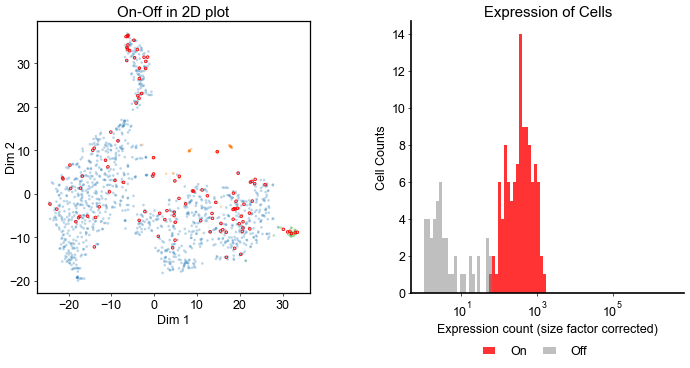 On-Off in 2D plot
Dim 2
30
20
10
0
−10
−20
−20 −10 0 10 20 30
Dim 1
Expression of Cells
Cell Counts
14
12
10
8
6
4
2
0
10^1 10^3 10^5
Expression count (size factor corrected)
On Off